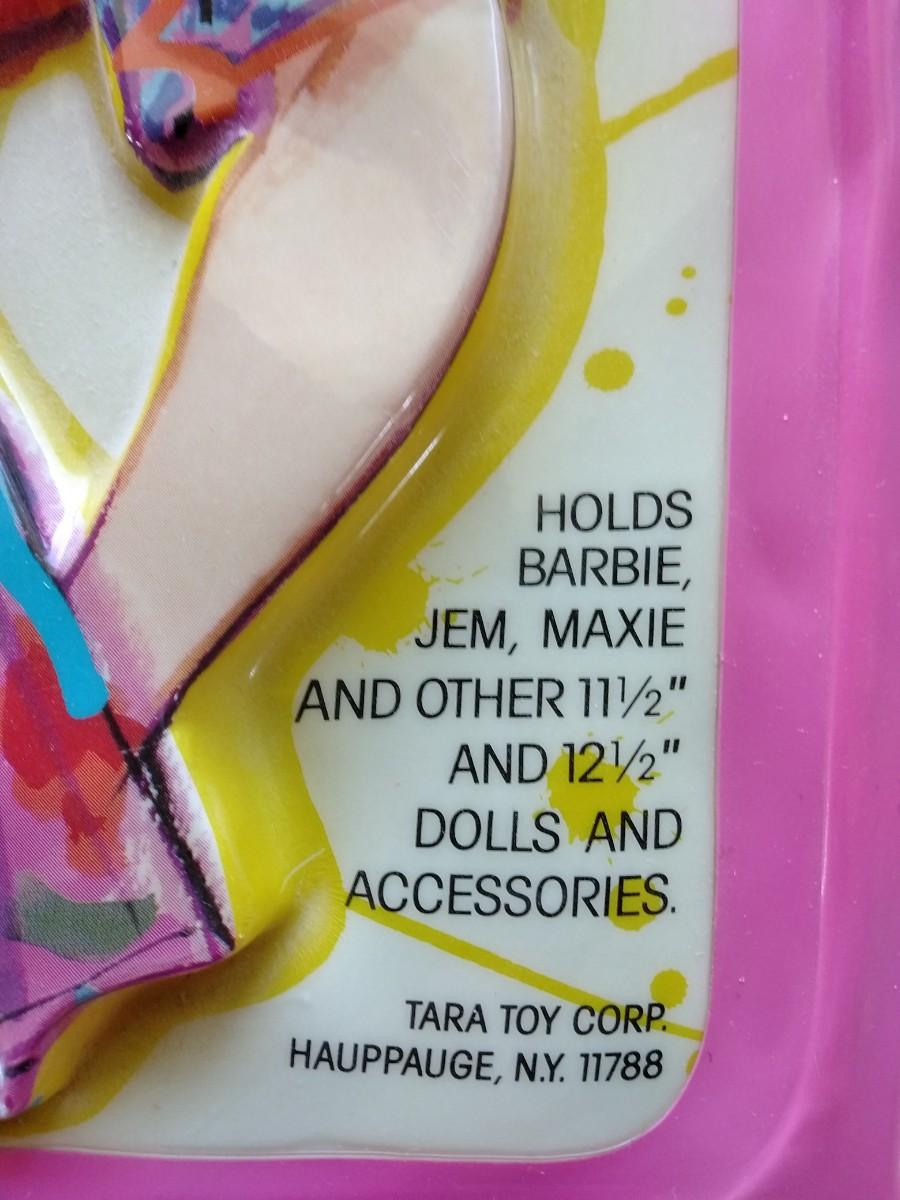 HOLDS
BARBIE,
JEM, MAXIE
AND OTHER 11½"
AND 12½"
DOLLS AND
ACCESSORIES.
TARA TOY CORP.
HAUPPAUGE, N.Y. 11788